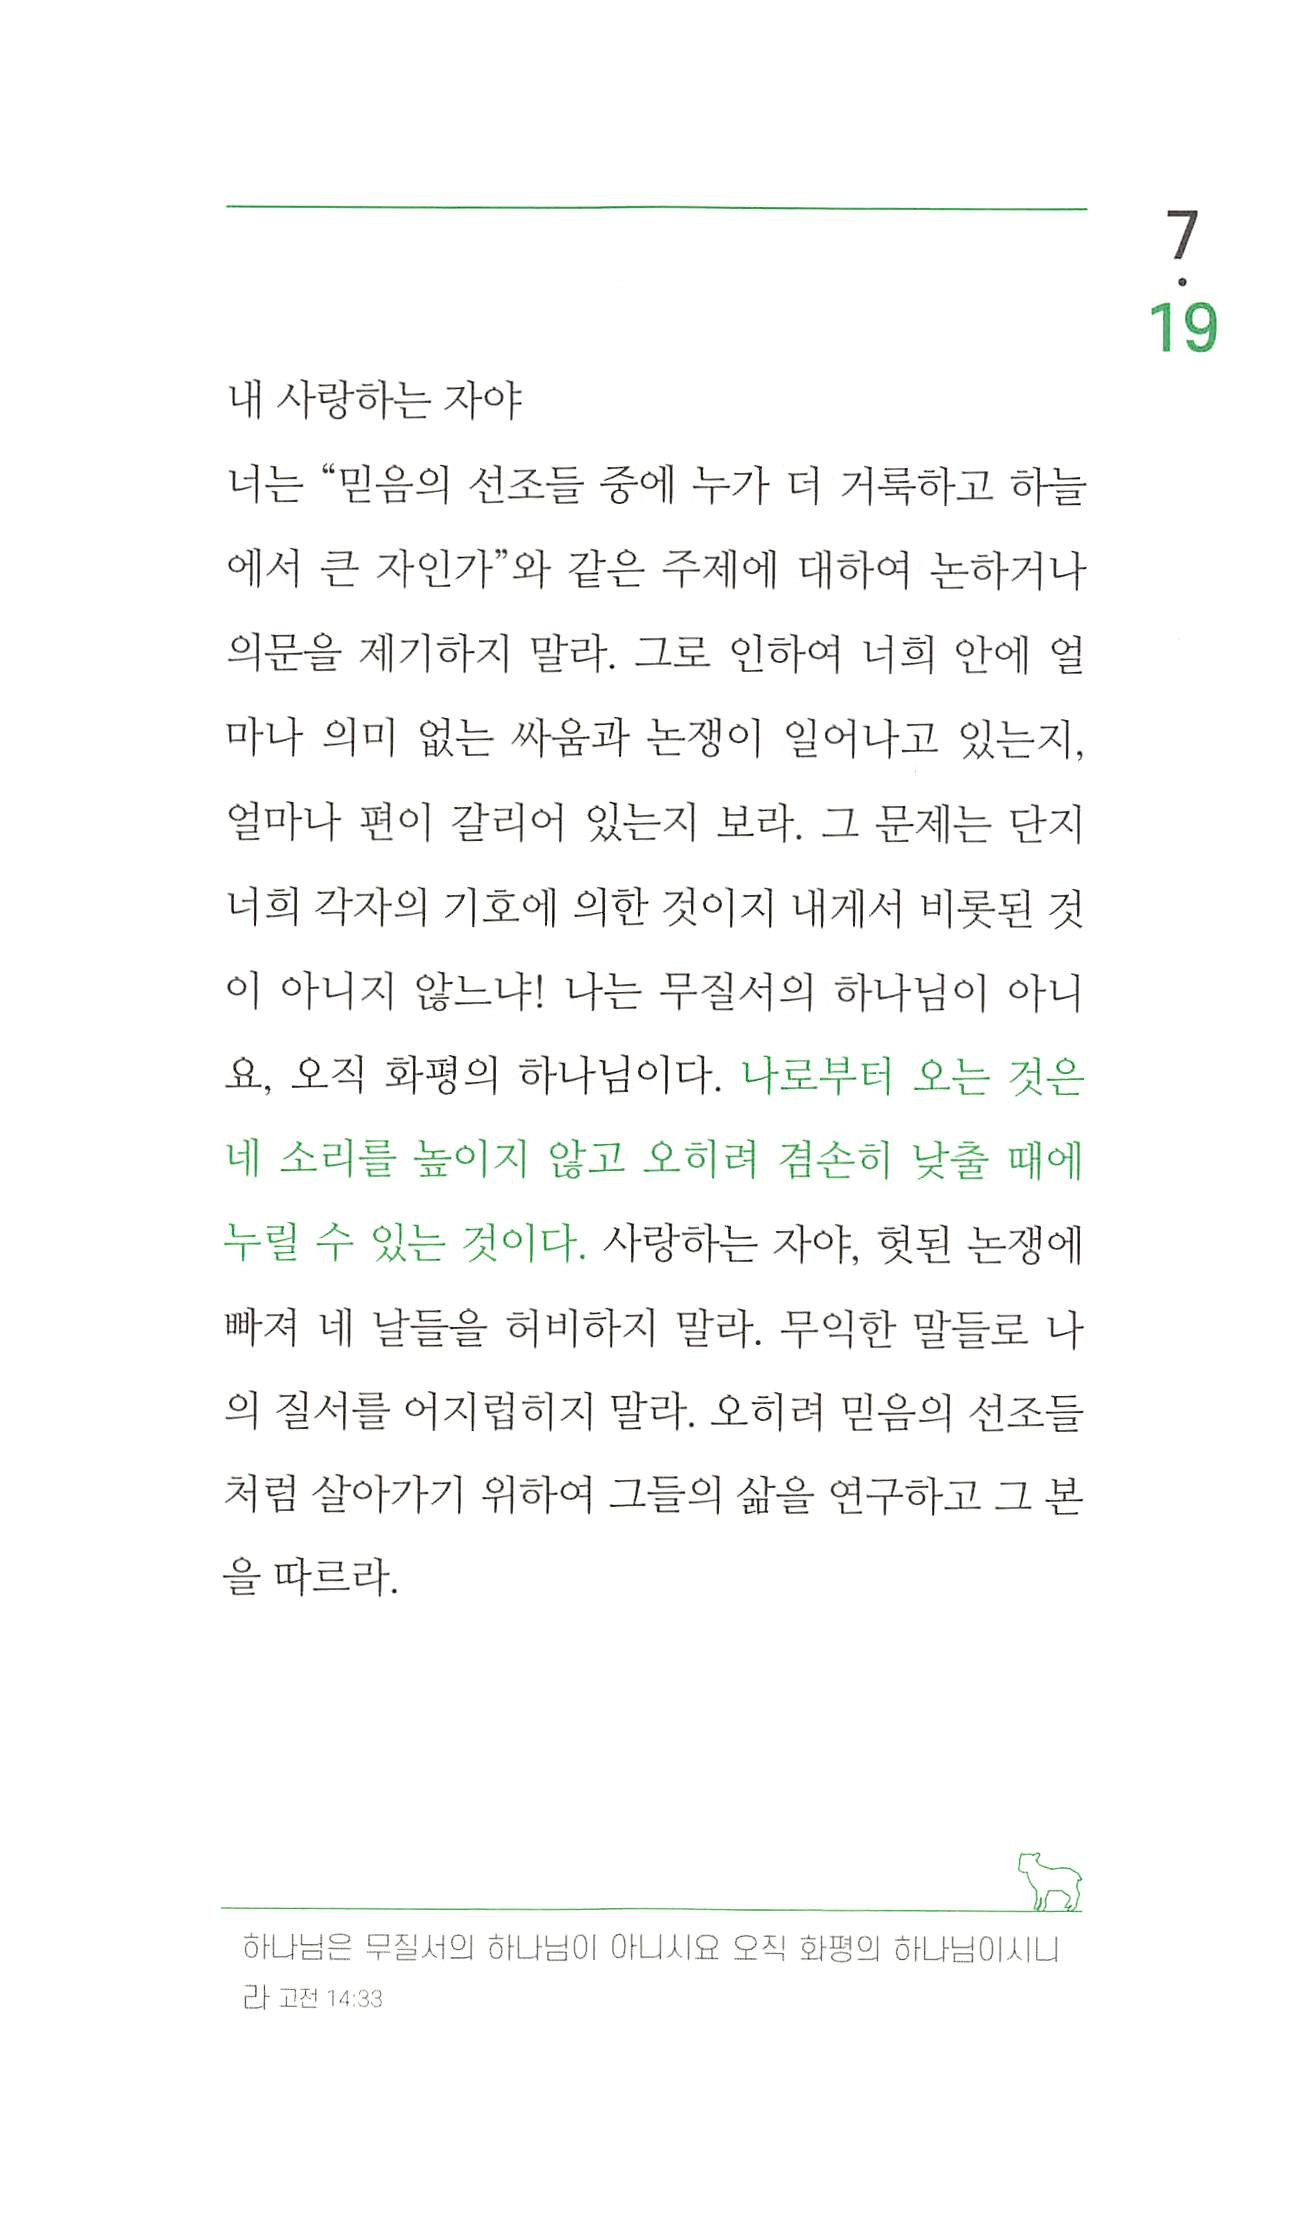 7
·
19
내 사랑하는 자야
너는 “믿음의 선조들 중에 누가 더 거룩하고 하늘
에서 큰 자인가”와 같은 주제에 대하여 논하거나
의문을 제기하지 말라. 그로 인하여 너희 안에 얼
마나 의미 없는 싸움과 논쟁이 일어나고 있는지,
얼마나 편이 갈리어 있는지 보라. 그 문제는 단지
너희 각자의 기호에 의한 것이지 내게서 비롯된 것
이 아니지 않느냐! 나는 무질서의 하나님이 아니
요, 오직 화평의 하나님이다. 나로부터 오는 것은
네 소리를 높이지 않고 오히려 겸손히 낮출 때에
누릴 수 있는 것이다. 사랑하는 자야, 헛된 논쟁에
빠져 네 날들을 허비하지 말라. 무익한 말들로 나
의 질서를 어지럽히지 말라. 오히려 믿음의 선조들
처럼 살아가기 위하여 그들의 삶을 연구하고 그 본
을 따르라.
하나님은 무질서의 하나님이 아니시요 오직 화평의 하나님이시니
라 고전 14:33